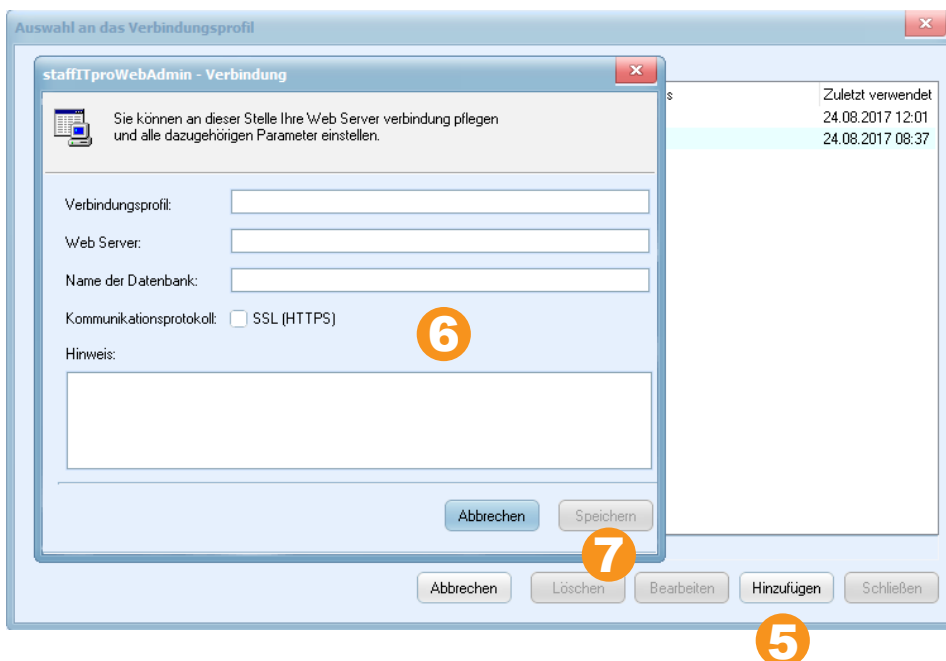 Auswahl an das Verbindungsprofil
staffITproWebAdmin - Verbindung
s
Zuletzt verwendet
24.08.2017 12:01
24.08.2017 08:37
Sie können an dieser Stelle Ihre Web Server verbindung pflegen
und alle dazugehörigen Parameter einstellen.
Verbindungsprofil:
Web Server:
Name der Datenbank:
Kommunikationsprotokoll: SSL (HTTPS)
6
Hinweis:
Abbrechen Speichern
7
Abbrechen Löschen Bearbeiten Hinzufügen Schließen
5